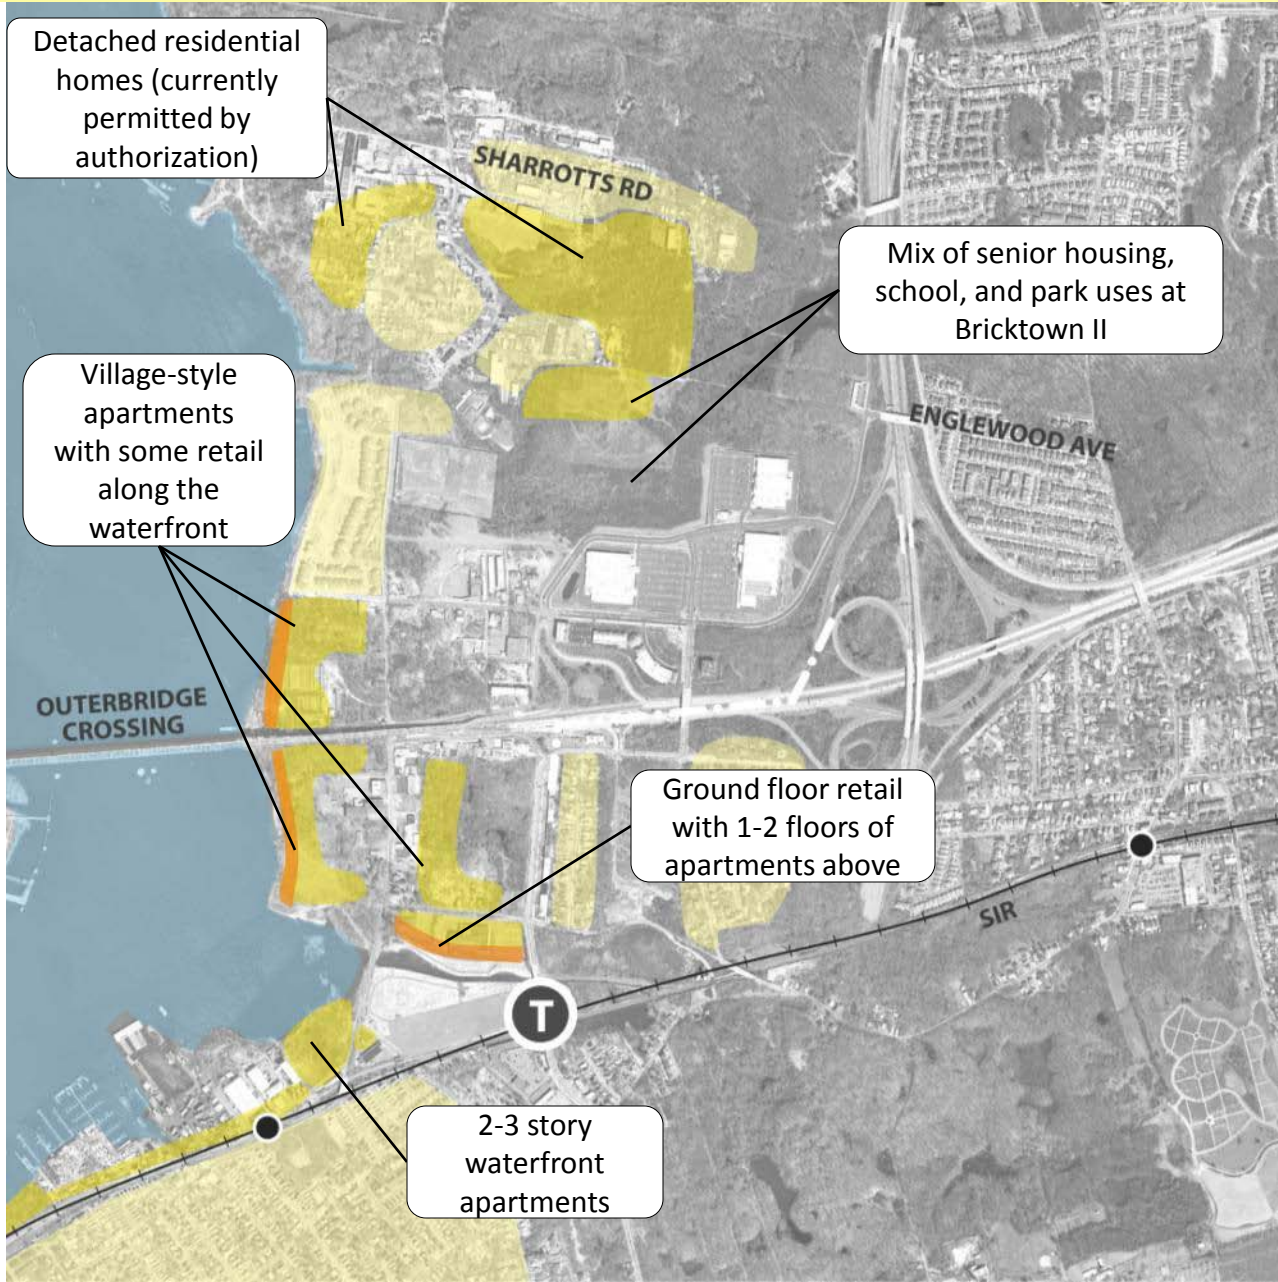 Detached residential
homes (currently
permitted by
authorization)
SHARROTTS RD
Mix of senior housing,
school, and park uses at
Bricktown II
Village-style
apartments
with some retail
along the
waterfront
ENGLEWOOD AVE
OUTERBRIDGE
CROSSING
Ground floor retail
with 1-2 floors of
apartments above
SIR
T
2-3 story
waterfront
apartments